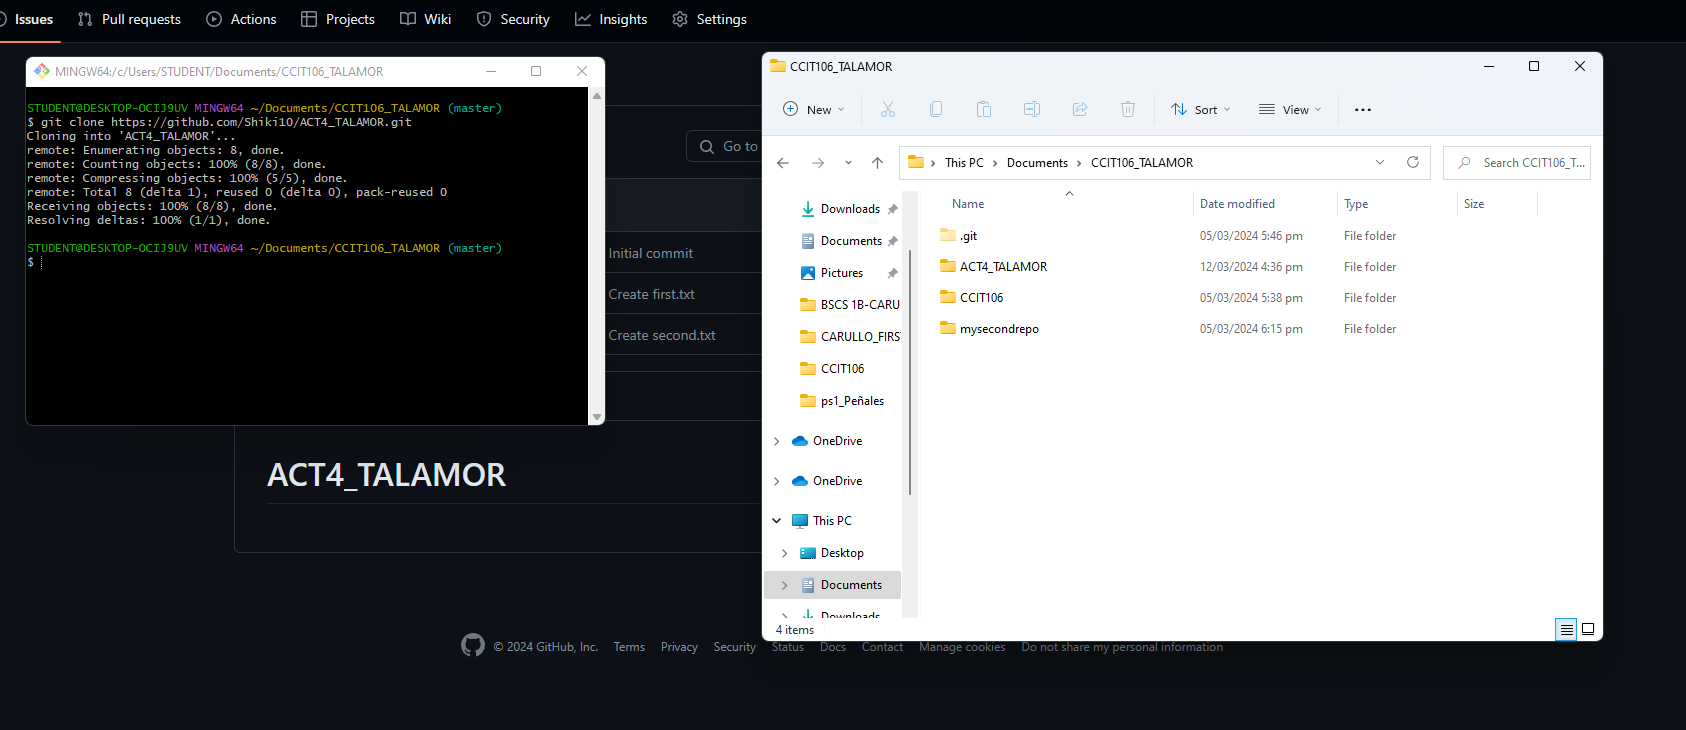 Issues Pull requests Actions Projects Wiki Security Insights Settings
MINGW64:/c/Users/STUDENT/Documents/CCIT106_TALAMOR
STUDENT@DESKTOP-OCIJ9UV MINGW64 ~/Documents/CCIT106_TALAMOR (master)
$ git clone https://github.com/Shiki10/ACT4_TALAMOR.git
Cloning into 'ACT4_TALAMOR'...
remote: Enumerating objects: 8, done.
remote: Counting objects: 100% (8/8), done.
remote: Compressing objects: 100% (5/5), done.
remote: Total 8 (delta 1), reused 0 (delta 0), pack-reused 0
Receiving objects: 100% (8/8), done.
Resolving deltas: 100% (1/1), done.
STUDENT@DESKTOP-OCIJ9UV MINGW64 ~/Documents/CCIT106_TALAMOR (master)
$
Go to
Initial commit
Create first.txt
Create second.txt
ACT4_TALAMOR
CCIT106_TALAMOR
New Sort View
This PC > Documents > CCIT106_TALAMOR
Search CCIT106_T...
Downloads
Documents
Pictures
BSCS 1B-CARU
CARULLO_FIRS
CCIT106
ps1_Peñales
OneDrive
OneDrive
This PC
Desktop
Documents
Downloads
Name Date modified Type Size
.git 05/03/2024 5:46 pm File folder
ACT4_TALAMOR 12/03/2024 4:36 pm File folder
CCIT106 05/03/2024 5:38 pm File folder
mysecondrepo 05/03/2024 6:15 pm File folder
4 items
© 2024 GitHub, Inc. Terms Privacy Security Status Docs Contact Manage cookies Do not share my personal information